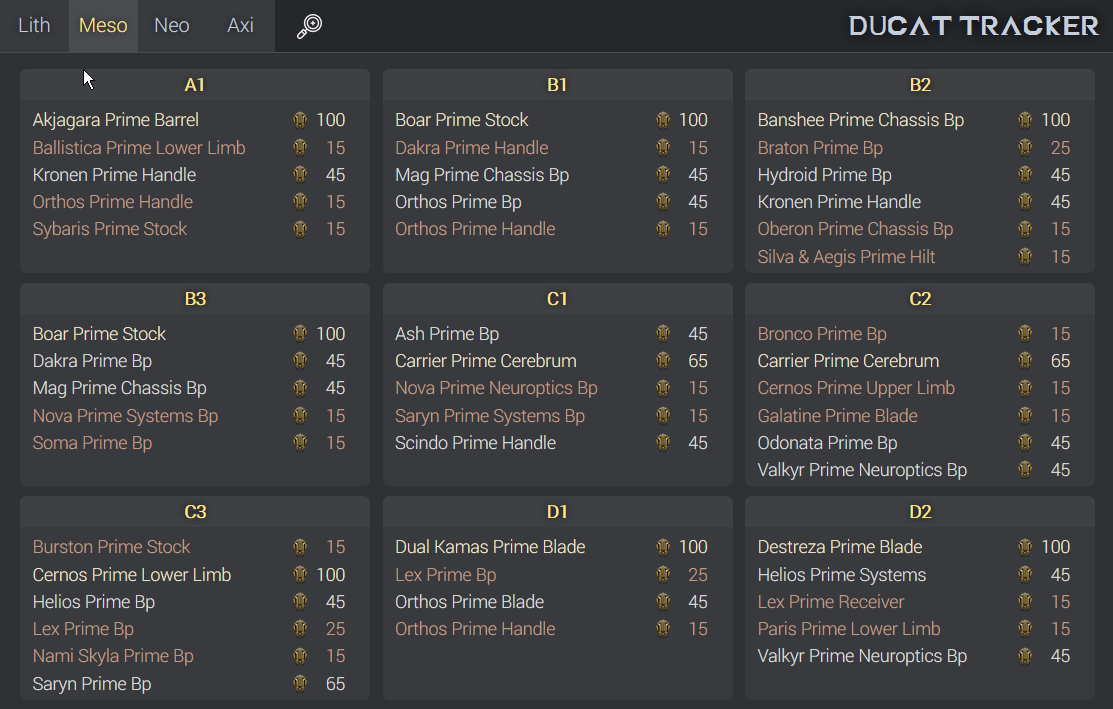 Lith Meso Neo Axi DUCAT TRACKER
A1
Akjagara Prime Barrel 100
Ballistica Prime Lower Limb 15
Kronen Prime Handle 45
Orthos Prime Handle 15
Sybaris Prime Stock 15
B1
Boar Prime Stock 100
Dakra Prime Handle 15
Mag Prime Chassis Bp 45
Orthos Prime Bp 45
Orthos Prime Handle 15
B2
Banshee Prime Chassis Bp 100
Braton Prime Bp 25
Hydroid Prime Bp 45
Kronen Prime Handle 45
Oberon Prime Chassis Bp 15
Silva & Aegis Prime Hilt 15
B3
Boar Prime Stock 100
Dakra Prime Bp 45
Mag Prime Chassis Bp 45
Nova Prime Systems Bp 15
Soma Prime Bp 15
C1
Ash Prime Bp 45
Carrier Prime Cerebrum 65
Nova Prime Neuroptics Bp 15
Saryn Prime Systems Bp 15
Scindo Prime Handle 45
C2
Bronco Prime Bp 15
Carrier Prime Cerebrum 65
Cernos Prime Upper Limb 15
Galatine Prime Blade 15
Odonata Prime Bp 45
Valkyr Prime Neuroptics Bp 45
C3
Burston Prime Stock 15
Cernos Prime Lower Limb 100
Helios Prime Bp 45
Lex Prime Bp 25
Nami Skyla Prime Bp 15
Saryn Prime Bp 65
D1
Dual Kamas Prime Blade 100
Lex Prime Bp 25
Orthos Prime Blade 45
Orthos Prime Handle 15
D2
Destreza Prime Blade 100
Helios Prime Systems 45
Lex Prime Receiver 15
Paris Prime Lower Limb 15
Valkyr Prime Neuroptics Bp 45